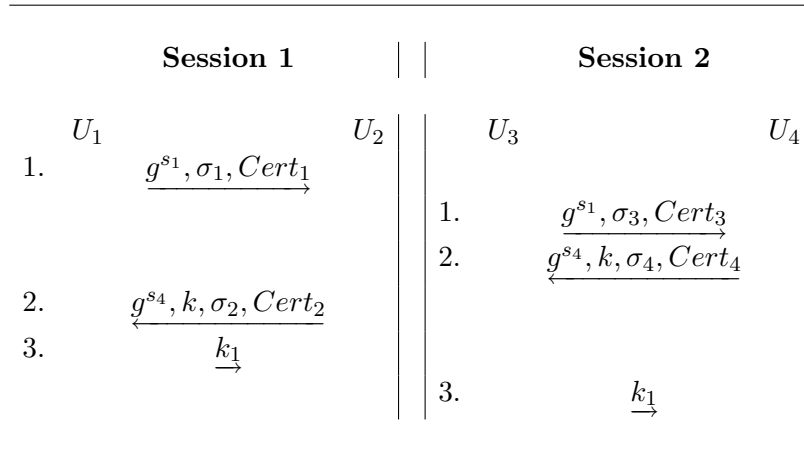 Session 1 Session 2
U₁ U₂ U₃ U₄
1. g^{s₁}, σ₁, Cert₁
1. g^{s₁}, σ₃, Cert₃
2. g^{s₄}, k, σ₄, Cert₄
2. g^{s₄}, k, σ₂, Cert₂
3. k₁
3. k₁